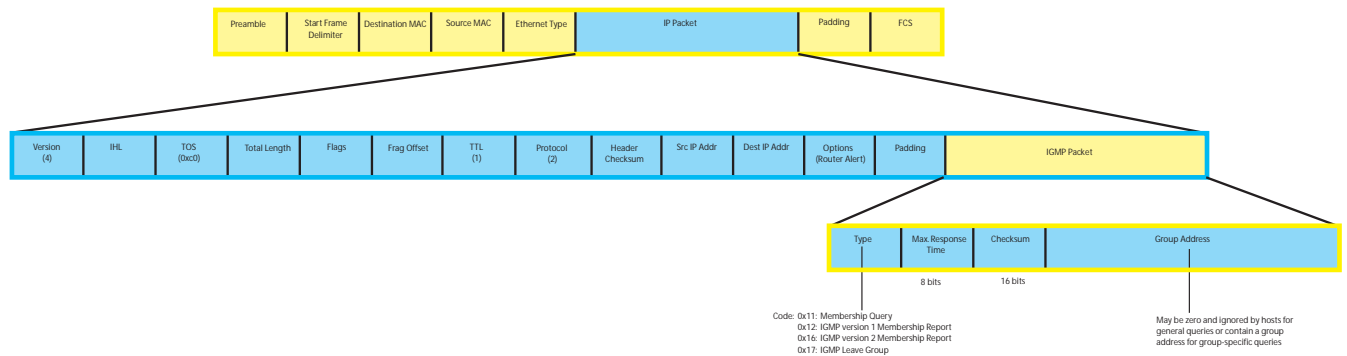 Preamble
Start Frame
Delimiter
Destination MAC
Source MAC
Ethernet Type
IP Packet
Padding
FCS
Version
(4)
IHL
TOS
(0xc0)
Total Length
Flags
Frag Offset
TTL
(1)
Protocol
(2)
Header
Checksum
Src IP Addr
Dest IP Addr
Options
(Router Alert)
Padding
IGMP Packet
Type
Max. Response
Time
Checksum
Group Address
8 bits
16 bits
Code: 0x11: Membership Query
0x12: IGMP version 1 Membership Report
0x16: IGMP version 2 Membership Report
0x17: IGMP Leave Group
May be zero and ignored by hosts for
general queries or contain a group
address for group-specific queries